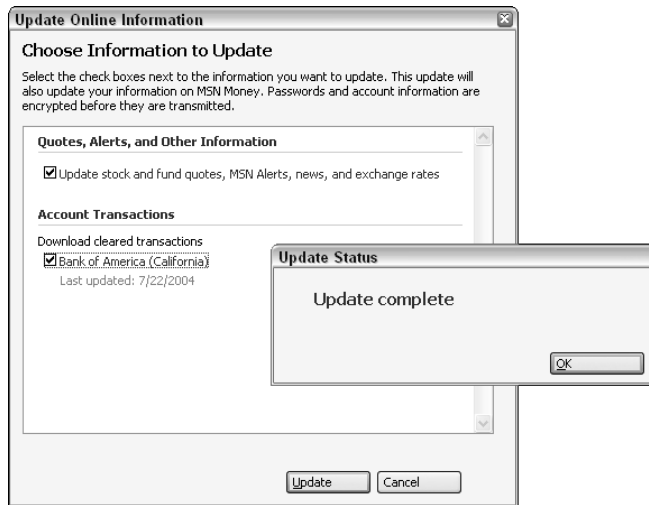 Update Online Information
Choose Information to Update
Select the check boxes next to the information you want to update. This update will
also update your information on MSN Money. Passwords and account information are
encrypted before they are transmitted.
Quotes, Alerts, and Other Information
Update stock and fund quotes, MSN Alerts, news, and exchange rates
Account Transactions
Download cleared transactions
Bank of America (California)
Last updated: 7/22/2004
Update Status
Update complete
OK
Update
Cancel